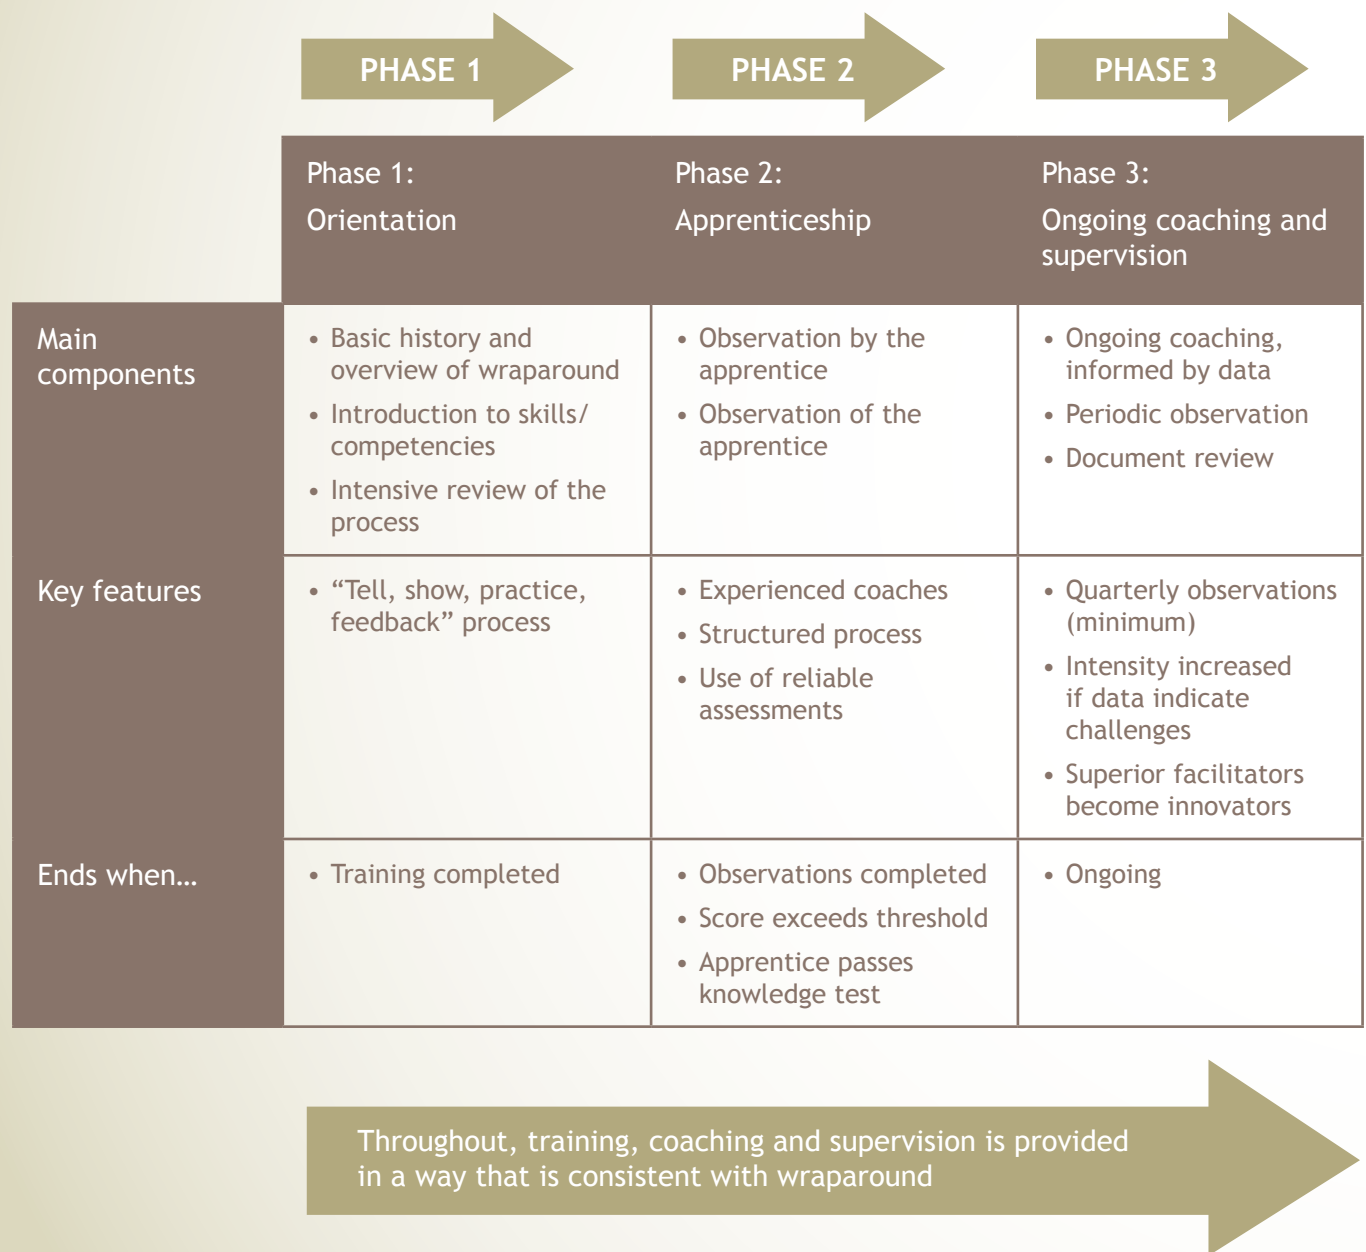 PHASE 1
PHASE 2
PHASE 3
Phase 1:
Orientation
Phase 2:
Apprenticeship
Phase 3:
Ongoing coaching and
supervision
Main
components
• Basic history and
overview of wraparound
• Introduction to skills/
competencies
• Intensive review of the
process
• Observation by the
apprentice
• Observation of the
apprentice
• Ongoing coaching,
informed by data
• Periodic observation
• Document review
Key features
• “Tell, show, practice,
feedback” process
• Experienced coaches
• Structured process
• Use of reliable
assessments
• Quarterly observations
(minimum)
• Intensity increased
if data indicate
challenges
• Superior facilitators
become innovators
Ends when…
• Training completed
• Observations completed
• Score exceeds threshold
• Apprentice passes
knowledge test
• Ongoing
Throughout, training, coaching and supervision is provided
in a way that is consistent with wraparound